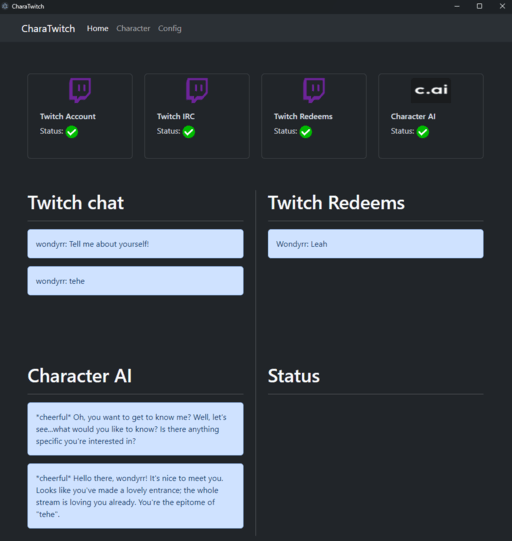 CharaTwitch
CharaTwitch Home Character Config
c.ai
Twitch Account
Status:
Twitch IRC
Status:
Twitch Redeems
Status:
Character AI
Status:
Twitch chat
wondyrr: Tell me about yourself!
wondyrr: tehe
Twitch Redeems
Wondyrr: Leah
Character AI
*cheerful* Oh, you want to get to know me? Well, let's
see...what would you like to know? Is there anything
specific you're interested in?
*cheerful* Hello there, wondyrr! It's nice to meet you.
Looks like you've made a lovely entrance; the whole
stream is loving you already. You're the epitome of
"tehe".
Status